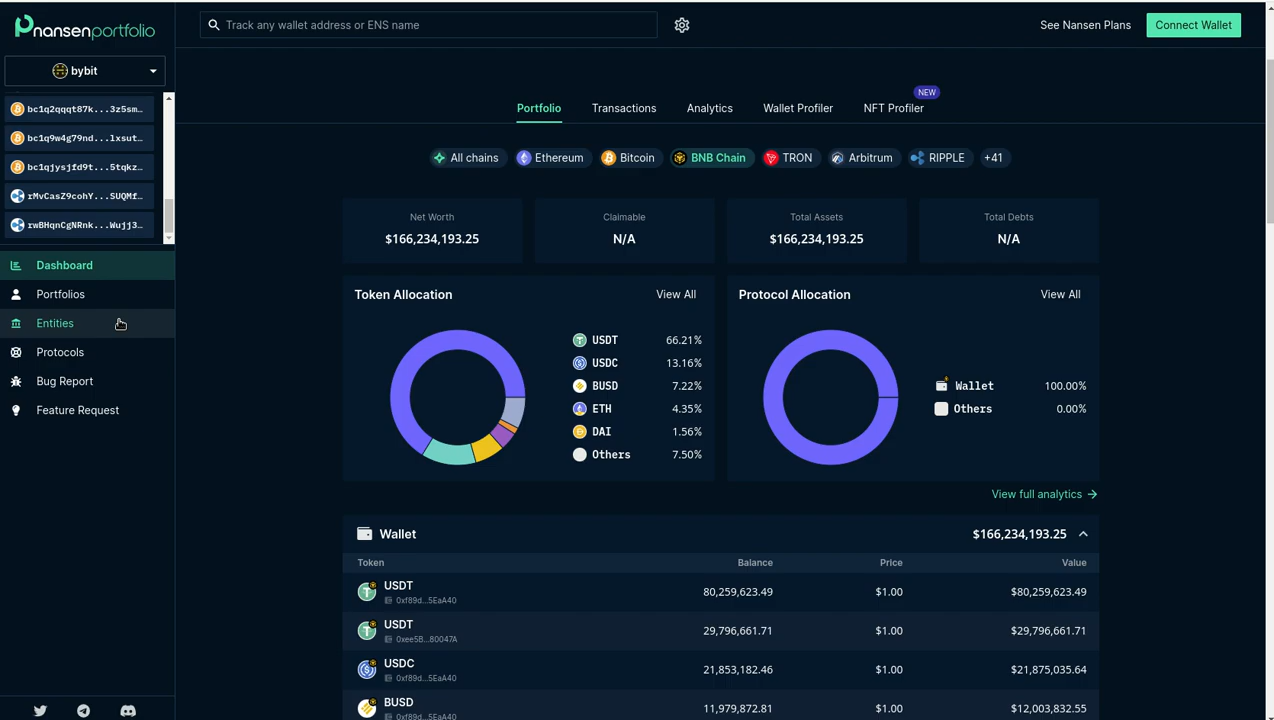 nansenportfolio
Track any wallet address or ENS name
See Nansen Plans
Connect Wallet
bybit
bc1q2qqqt87k...3z5sm...
bc1q9w4g79nd...lxsut...
bc1qjysjfd9t...5tqkz...
rMvCasZ9cohY...SUQMf...
rwBHqnCgNRnk...Wujj3...
Dashboard
Portfolios
Entities
Protocols
Bug Report
Feature Request
NEW
Portfolio Transactions Analytics Wallet Profiler NFT Profiler
All chains Ethereum Bitcoin BNB Chain TRON Arbitrum RIPPLE +41
Net Worth
$166,234,193.25
Claimable
N/A
Total Assets
$166,234,193.25
Total Debts
N/A
Token Allocation View All
USDT 66.21%
USDC 13.16%
BUSD 7.22%
ETH 4.35%
DAI 1.56%
Others 7.50%
Protocol Allocation View All
Wallet 100.00%
Others 0.00%
View full analytics
Wallet $166,234,193.25
Token Balance Price Value
USDT 80,259,623.49 $1.00 $80,259,623.49
0xf89d...5EaA40
USDT 29,796,661.71 $1.00 $29,796,661.71
0xee5B...80047A
USDC 21,853,182.46 $1.00 $21,875,035.64
0xf89d...5EaA40
BUSD 11,979,872.81 $1.00 $12,003,832.55
0xf89d...5EaA40